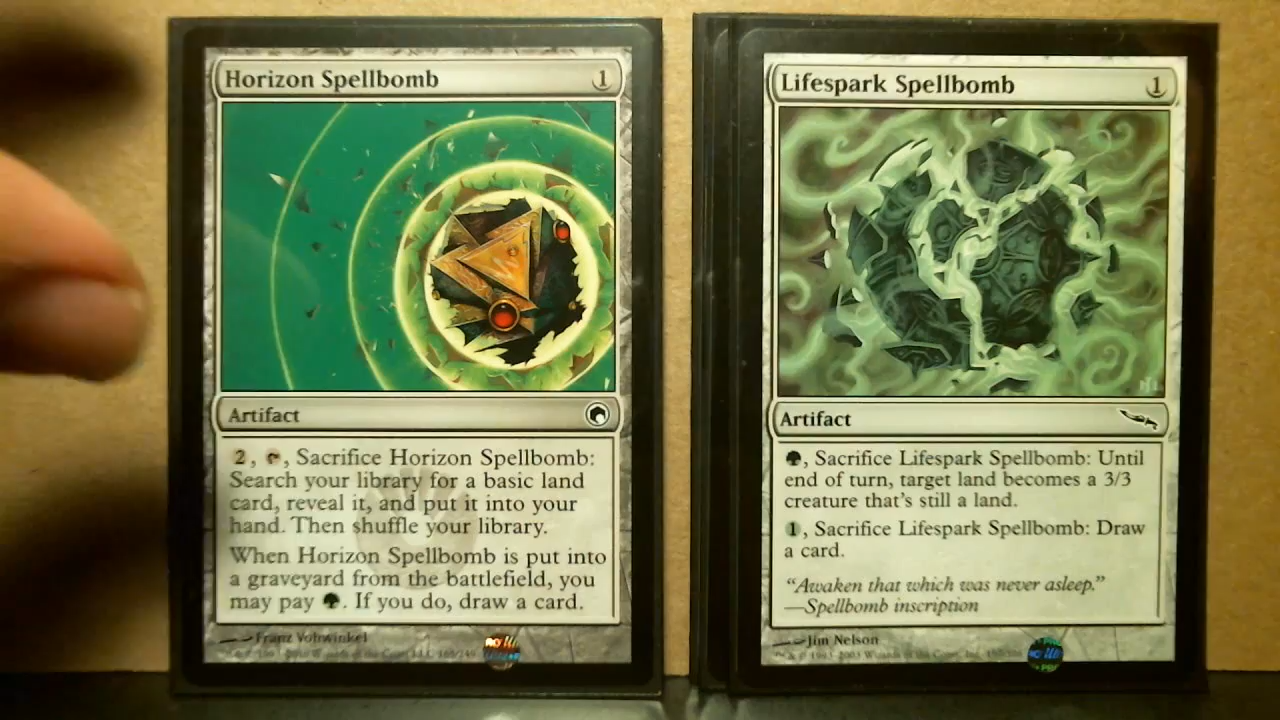 Horizon Spellbomb 1
Artifact
2, , Sacrifice Horizon Spellbomb:
Search your library for a basic land
card, reveal it, and put it into your
hand. Then shuffle your library.
When Horizon Spellbomb is put into
a graveyard from the battlefield, you
may pay . If you do, draw a card.
Franz Vohwinkel
Lifespark Spellbomb 1
Artifact
, Sacrifice Lifespark Spellbomb: Until
end of turn, target land becomes a 3/3
creature that's still a land.
1, Sacrifice Lifespark Spellbomb: Draw
a card.
“Awaken that which was never asleep.”
—Spellbomb inscription
Jim Nelson